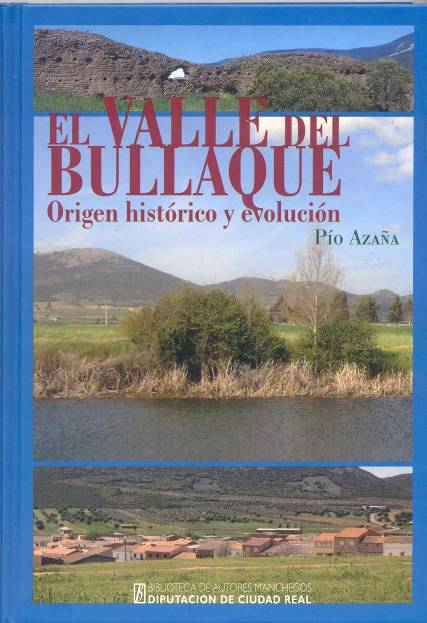 EL VALLE DEL
BULLAQUE
Origen histórico y evolución
Pío Azaña
BIBLIOTECA DE AUTORES MANCHEGOS
DIPUTACION DE CIUDAD REAL